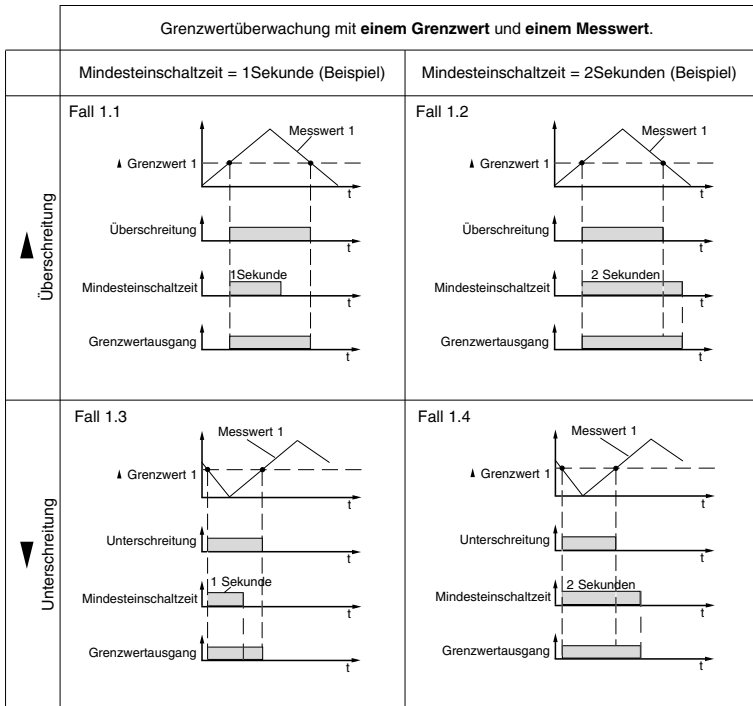 Grenzwertüberwachung mit einem Grenzwert und einem Messwert.
Mindesteinschaltzeit = 1Sekunde (Beispiel)
Mindesteinschaltzeit = 2Sekunden (Beispiel)
Überschreitung
Fall 1.1
Messwert 1
Grenzwert 1
t
Überschreitung
t
1Sekunde
Mindesteinschaltzeit
t
Grenzwertausgang
t
Fall 1.2
Messwert 1
Grenzwert 1
t
Überschreitung
t
2 Sekunden
Mindesteinschaltzeit
t
Grenzwertausgang
t
Unterschreitung
Fall 1.3
Messwert 1
Grenzwert 1
t
Unterschreitung
t
1 Sekunde
Mindesteinschaltzeit
t
Grenzwertausgang
t
Fall 1.4
Messwert 1
Grenzwert 1
t
Unterschreitung
t
2 Sekunden
Mindesteinschaltzeit
t
Grenzwertausgang
t